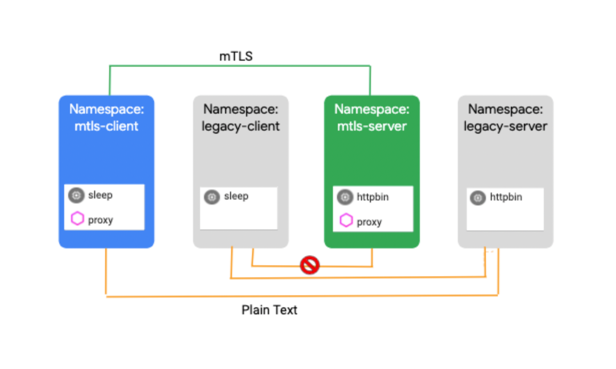 mTLS
Namespace:
mtls-client
sleep
proxy
Namespace:
legacy-client
sleep
Namespace:
mtls-server
httpbin
proxy
Namespace:
legacy-server
httpbin
Plain Text